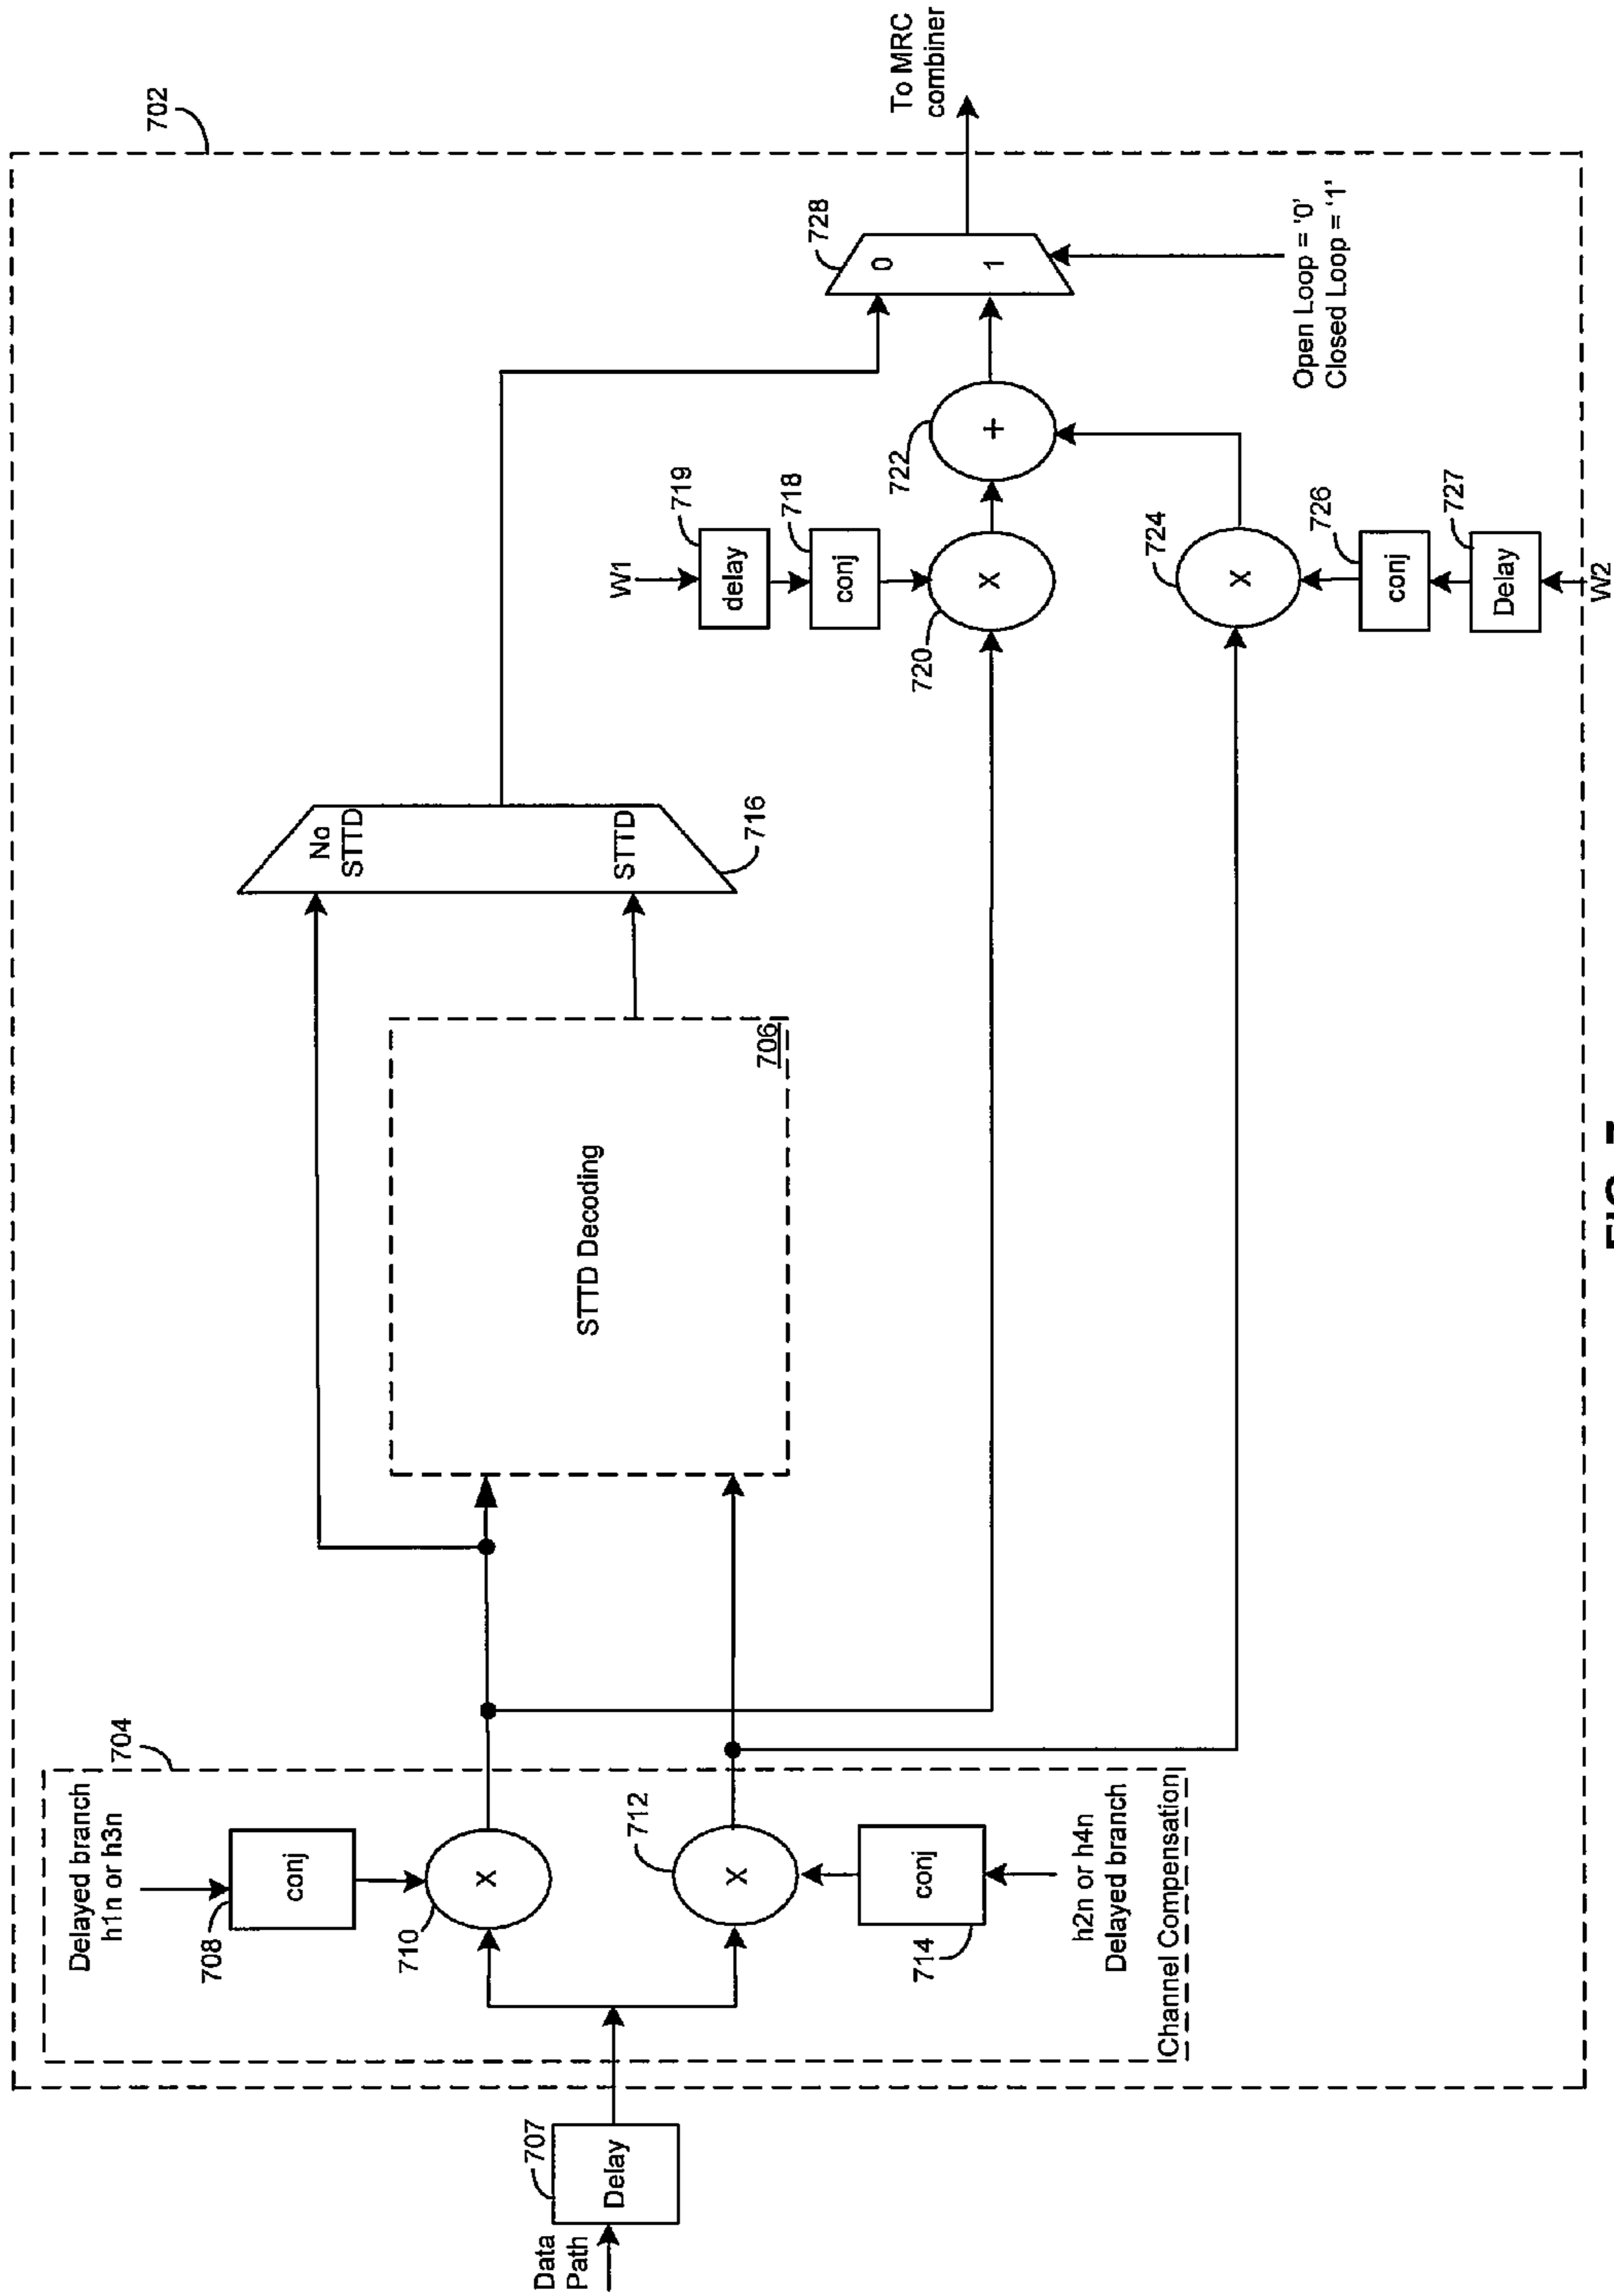 Data
Path
707
Delay
704
Delayed branch
h1n or h3n
708
conj
710
X
712
X
conj
714
h2n or h4n
Delayed branch
Channel Compensation
STTD Decoding
706
No
STTD
STTD
716
W1
719
delay
718
conj
720
X
722
+
724
X
726
conj
727
Delay
W2
728
0
1
Open Loop = '0'
Closed Loop = '1'
702
To MRC
combiner